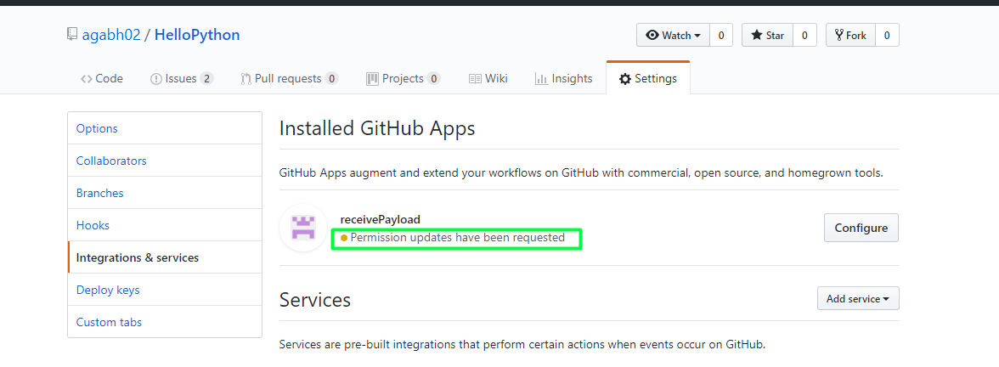 agabh02 / HelloPython
Watch 0 Star 0 Fork 0
Code Issues 2 Pull requests 0 Projects 0 Wiki Insights Settings
Options
Collaborators
Branches
Hooks
Integrations & services
Deploy keys
Custom tabs
Installed GitHub Apps
GitHub Apps augment and extend your workflows on GitHub with commercial, open source, and homegrown tools.
receivePayload
Permission updates have been requested
Configure
Services
Add service
Services are pre-built integrations that perform certain actions when events occur on GitHub.